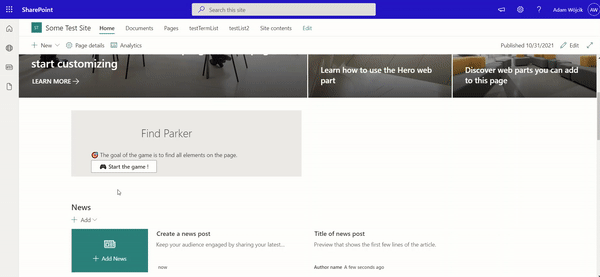 SharePoint
Search this site
Adam Wójcik
AW
ST
Some Test Site
Home
Documents
Pages
testTermList
testList2
Site contents
Edit
+ New
Page details
Analytics
Published 10/31/2021
Edit
start customizing
LEARN MORE →
Learn how to use the Hero web
part
Discover web parts you can add
to this page
Find Parker
🎯 The goal of the game is to find all elements on the page.
🎮 Start the game !
News
+ Add
+ Add News
Create a news post
Keep your audience engaged by sharing your latest...
now
Title of news post
Preview that shows the first few lines of the article.
Author name A few seconds ago